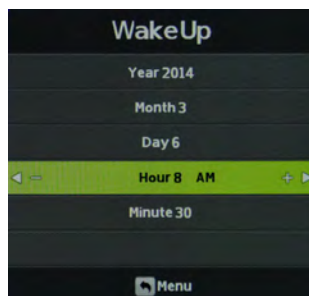 WakeUp
Year 2014
Month 3
Day 6
- Hour 8 AM +
Minute 30
Menu